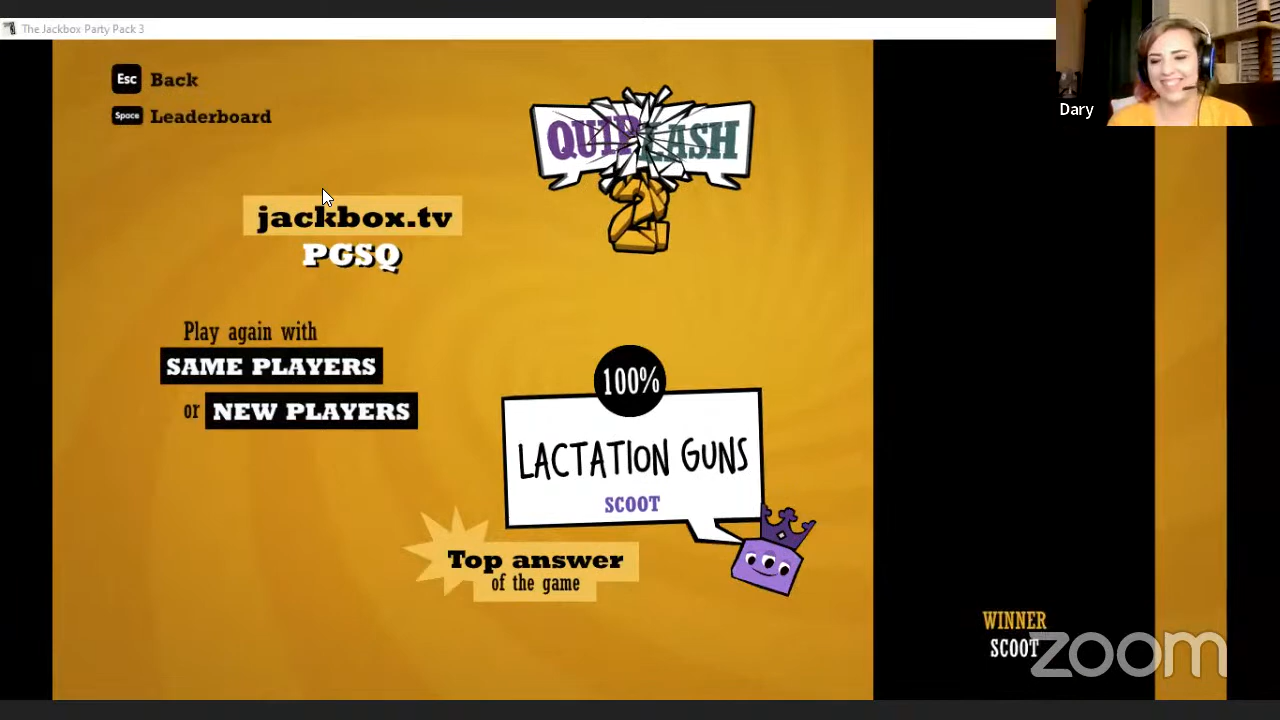 The Jackbox Party Pack 3
Esc Back
Space Leaderboard
Dary
QUIPLASH
2
jackbox.tv
PGSQ
Play again with
SAME PLAYERS
or NEW PLAYERS
100%
LACTATION GUNS
SCOOT
Top answer
of the game
WINNER
SCOOT
zoom